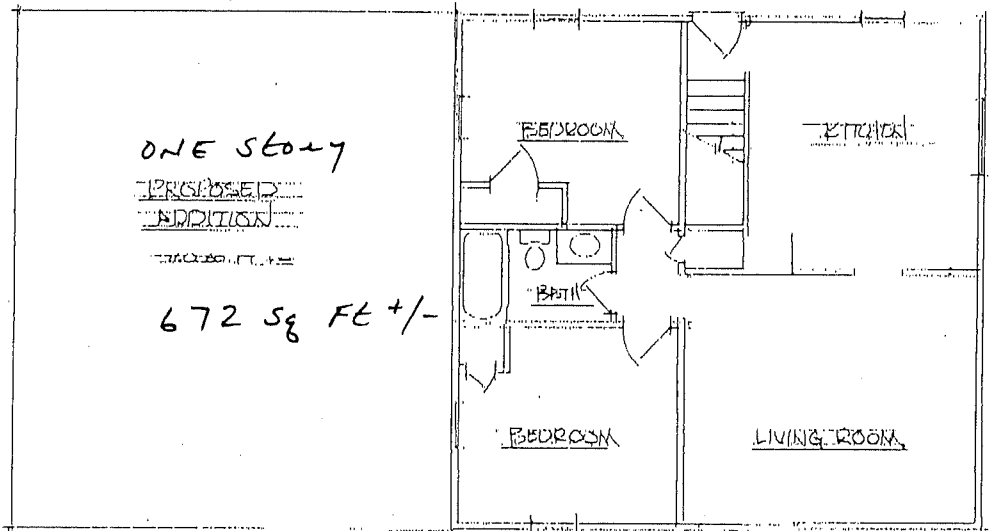 ONE Story
PROPOSED
ADDITION
672 Sq Ft +/-
BEDROOM
KITCHEN
BATH
BEDROOM
LIVING ROOM